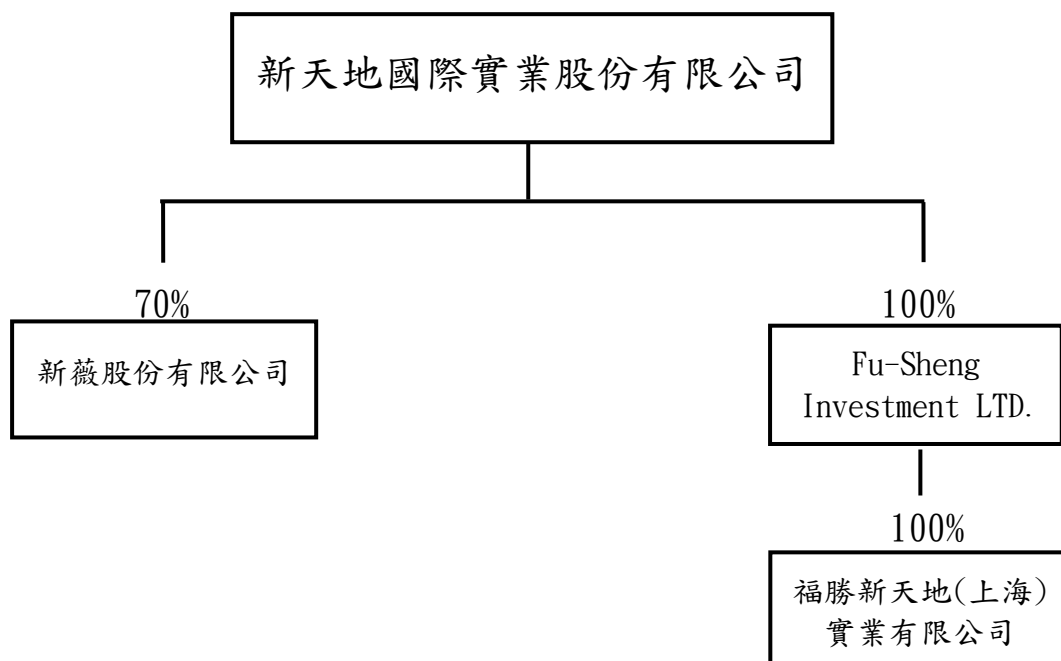 新天地國際實業股份有限公司
70%
100%
新薇股份有限公司
Fu-Sheng
Investment LTD.
100%
福勝新天地(上海)
實業有限公司